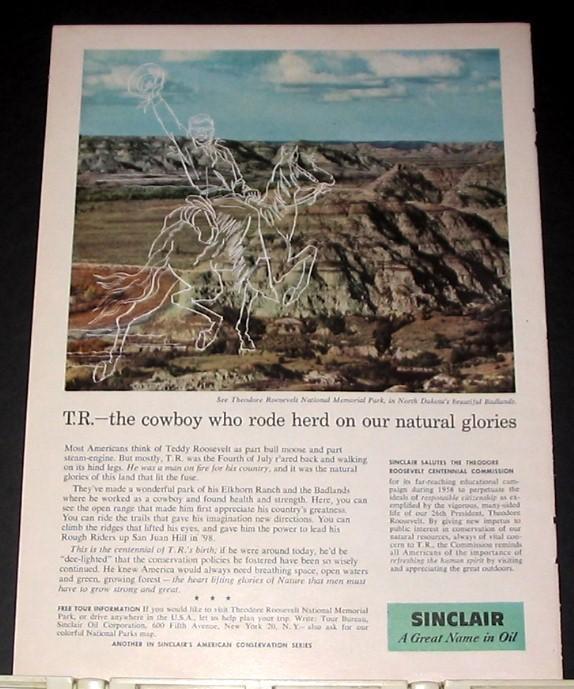 See Theodore Roosevelt National Memorial Park, in North Dakota's beautiful Badlands.
T.R.—the cowboy who rode herd on our natural glories
Most Americans think of Teddy Roosevelt as part bull moose and part
steam-engine. But mostly, T.R. was the Fourth of July r'ared back and walking
on its hind legs. He was a man on fire for his country, and it was the natural
glories of this land that lit the fuse.
They've made a wonderful park of his Elkhorn Ranch and the Badlands
where he worked as a cowboy and found health and strength. Here, you can
see the open range that made him first appreciate his country's greatness.
You can ride the trails that gave his imagination new directions. You can
climb the ridges that lifted his eyes, and gave him the power to lead his
Rough Riders up San Juan Hill in '98.
This is the centennial of T.R.'s birth; if he were around today, he'd be
"dee-lighted" that the conservation policies he fostered have been so wisely
continued. He knew America would always need breathing space, open waters
and green, growing forest – the heart lifting glories of Nature that men must
have to grow strong and great.
* * *
FREE TOUR INFORMATION If you would like to visit Theodore Roosevelt National Memorial
Park, or drive anywhere in the U.S.A., let us help plan your trip. Write: Tour Bureau,
Sinclair Oil Corporation, 600 Fifth Avenue, New York 20, N.Y.– also ask for our
colorful National Parks map.
ANOTHER IN SINCLAIR'S AMERICAN CONSERVATION SERIES
SINCLAIR SALUTES THE THEODORE
ROOSEVELT CENTENNIAL COMMISSION
for its far-reaching educational cam-
paign during 1958 to perpetuate the
ideals of responsible citizenship as ex-
emplified by the vigorous, many-sided
life of our 26th President, Theodore
Roosevelt. By giving new impetus to
public interest in conservation of our
natural resources, always of vital con-
cern to T.R., the Commission reminds
all Americans of the importance of
refreshing the human spirit by visiting
and appreciating the great outdoors.
SINCLAIR
A Great Name in Oil